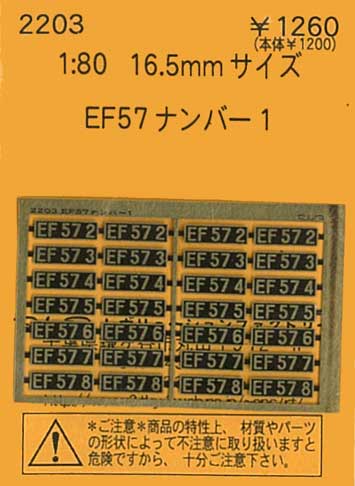 2203 ¥1260
(本体¥1200)
1:80 16.5mmサイズ
EF57ナンバー1
2203 EF57ナンバー1
EF57 2 EF57 2 EF57 2 EF57 2
EF57 3 EF57 3 EF57 3 EF57 3
EF57 4 EF57 4 EF57 4 EF57 4
EF57 5 EF57 5 EF57 5 EF57 5
EF57 6 EF57 6 EF57 6 EF57 6
EF57 7 EF57 7 EF57 7 EF57 7
EF57 8 EF57 8 EF57 8 EF57 8
*ご注意*商品の特性上、材質やパーツ
の形状によって不注意に取り扱いますと
危険ですから、十分ご注意下さい。